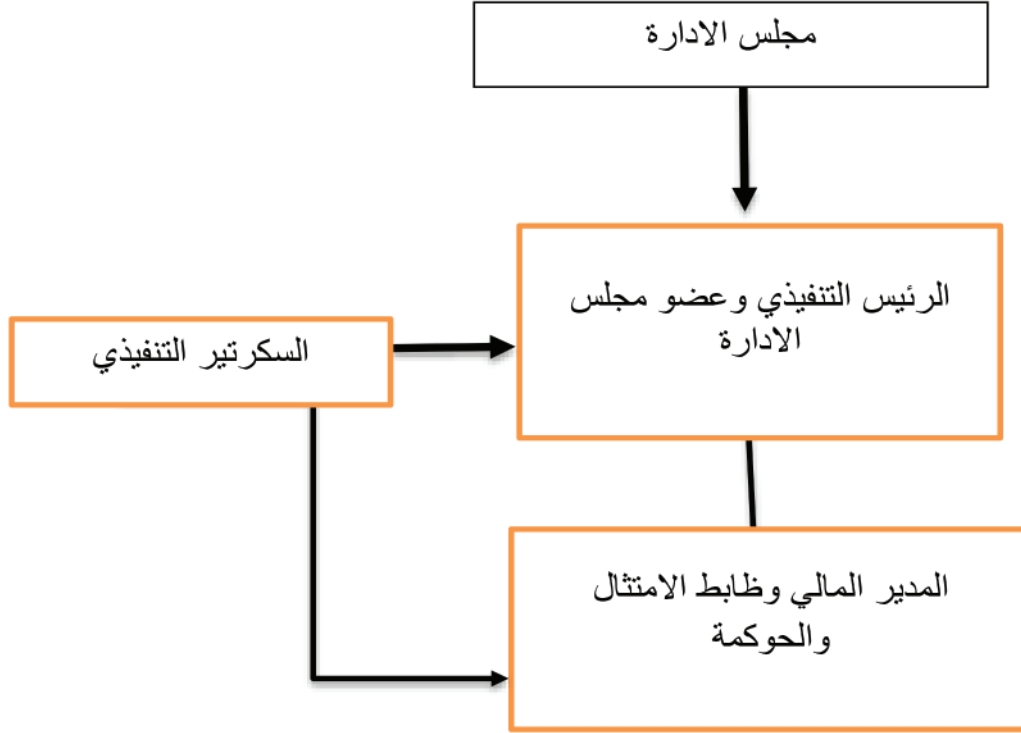 مجلس الادارة
الرئيس التنفيذي وعضو مجلس
الادارة
السكرتير التنفيذي
المدير المالي وظابط الامتثال
والحوكمة